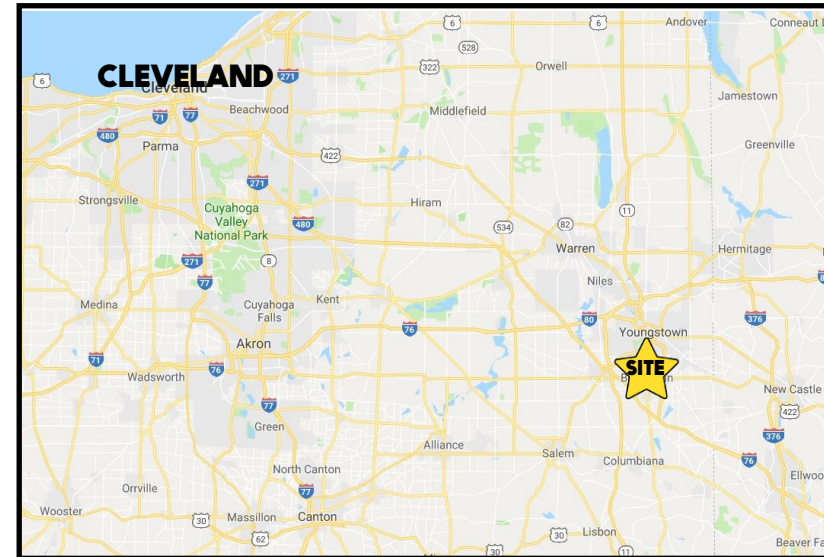 6
6
Andover
Conneaut L
528
322
Orwell
CLEVELAND
Cleveland
271
6
Jamestown
Beachwood
Middlefield
71
77
480
Parma
422
Greenville
271
Strongsville
Cuyahoga
Valley
National Park
Hiram
11
480
534
82
Warren
Hermitage
271
8
77
Niles
8
Medina
Cuyahoga
Falls
Kent
76
80
376
Youngstown
Akron
71
76
SITE
Wadsworth
New Castle
77
422
Green
376
Alliance
Salem
Columbiana
76
North Canton
Ellwoo
Orrville
77
Wooster
30
Massillon
Canton
62
30
Lisbon
30
11
Beaver Fa